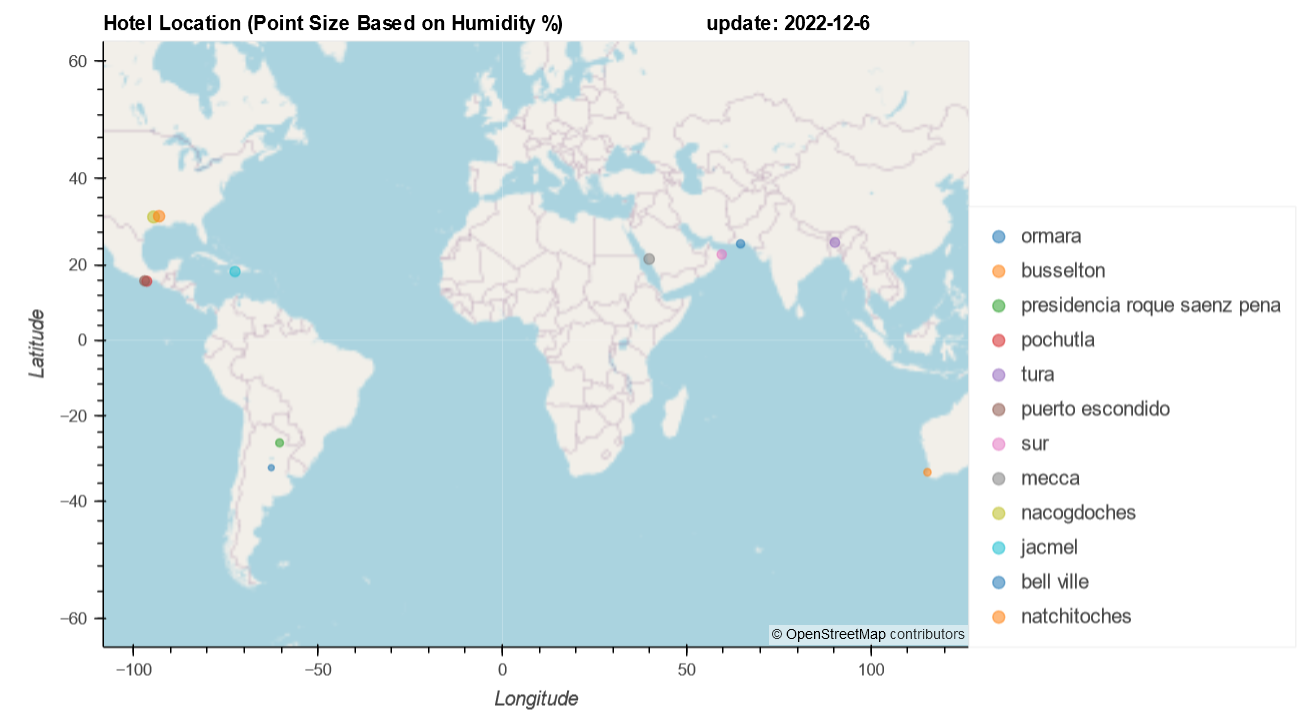 Hotel Location (Point Size Based on Humidity %) update: 2022-12-6
60
40
20
0
−20
−40
−60
Latitude
−100 −50 0 50 100
Longitude
© OpenStreetMap contributors
ormara
busselton
presidencia roque saenz pena
pochutla
tura
puerto escondido
sur
mecca
nacogdoches
jacmel
bell ville
natchitoches